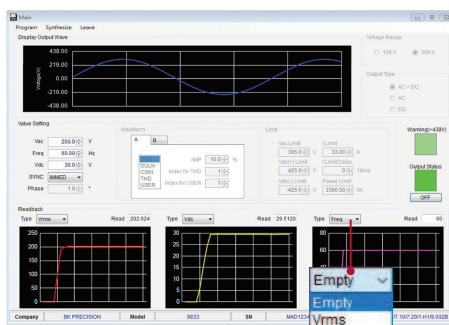 Main
Program Synthesize Leave
Display Output Wave
Voltage(V)
438.00
219.00
0.00
-219.00
-438.00
Voltage Range
150 V 300 V
Output Type
AC + DC
AC
DC
Value Setting
Vac 200.0 V
Freq 60.00 Hz
Vdc 30.0 V
SYNC IMMED
Phase 1.0 °
Waveform
A B
SQUA
CSIN
THD
USER
AMP 10.0 %
Index for THD 1
Index for USER 1
Limit
Vac Limit I Limit
306.0 V 33.00 A
Vdc(+) Limit I Limit Delay
425.0 V 0 10ms
Vdc(-) Limit Power Limit
-425.0 V 3300.00 VA
Warning(>438V)
Output Status
OFF
Readback
Type Vrms Read 202.024
250
200
150
100
50
0
Type Vdc Read 29.5120
30
25
20
15
10
5
0
Type Freq Read 60
80
60
40
Empty
Empty
Vrms
Company BK PRECISION Model 9833 SN